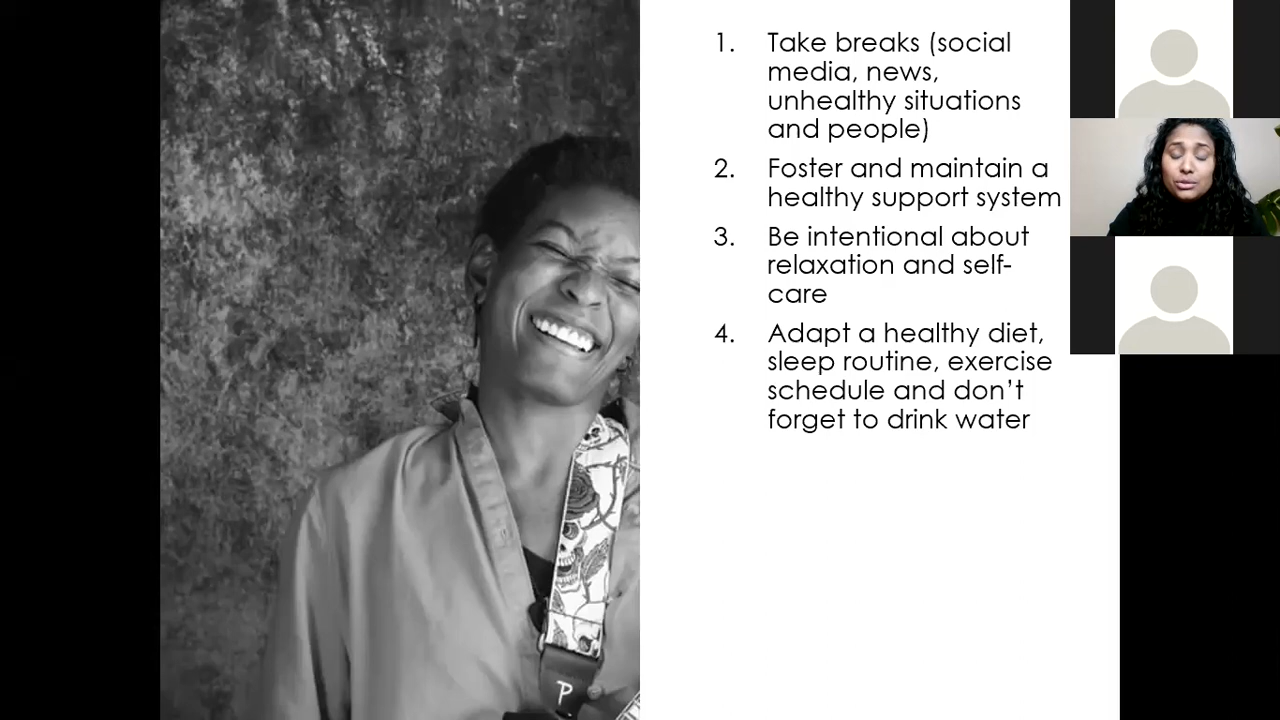 1. Take breaks (social
media, news,
unhealthy situations
and people)
2. Foster and maintain a
healthy support system
3. Be intentional about
relaxation and self-
care
4. Adapt a healthy diet,
sleep routine, exercise
schedule and don’t
forget to drink water
P